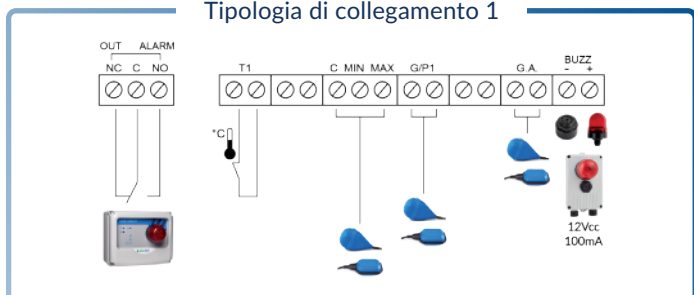 Tipologia di collegamento 1
OUT ALARM
NC C NO
T1
C MIN MAX
G/P1
G.A.
BUZZ
- +
°C
12Vcc
100mA